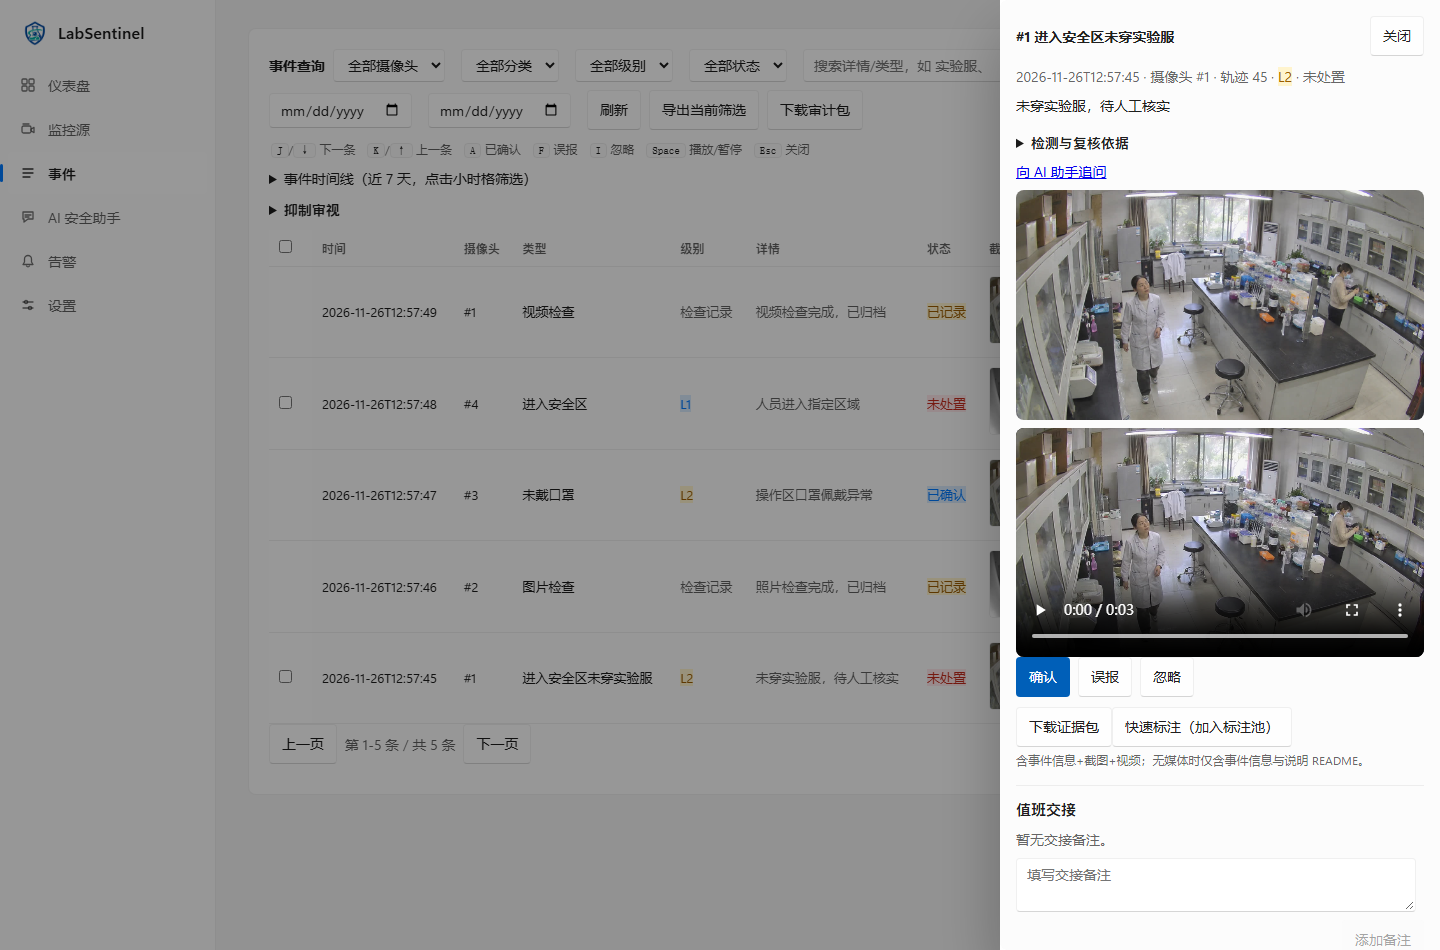 LabSentinel
仪表盘
监控源
事件
AI 安全助手
告警
设置
事件查询 全部摄像头 全部分类 全部级别 全部状态 搜索详情/类型，如 实验服、
mm/dd/yyyy mm/dd/yyyy 刷新 导出当前筛选 下载审计包
J / ↓ 下一条 K / ↑ 上一条 A 已确认 F 误报 I 忽略 Space 播放/暂停 Esc 关闭
事件时间线（近 7 天，点击小时格筛选）
抑制审视
时间 摄像头 类型 级别 详情 状态
2026-11-26T12:57:49 #1 视频检查 检查记录 视频检查完成，已归档 已记录
2026-11-26T12:57:48 #4 进入安全区 L1 人员进入指定区域 未处置
2026-11-26T12:57:47 #3 未戴口罩 L2 操作区口罩佩戴异常 已确认
2026-11-26T12:57:46 #2 图片检查 检查记录 照片检查完成，已归档 已记录
2026-11-26T12:57:45 #1 进入安全区未穿实验服 L2 未穿实验服，待人工核实 未处置
上一页 第 1-5 条 / 共 5 条 下一页
#1 进入安全区未穿实验服 关闭
2026-11-26T12:57:45 · 摄像头 #1 · 轨迹 45 · L2 · 未处置
未穿实验服，待人工核实
检测与复核依据
向 AI 助手追问
0:00 / 0:03
确认 误报 忽略
下载证据包 快速标注（加入标注池）
含事件信息+截图+视频；无媒体时仅含事件信息与说明 README。
值班交接
暂无交接备注。
填写交接备注
添加备注